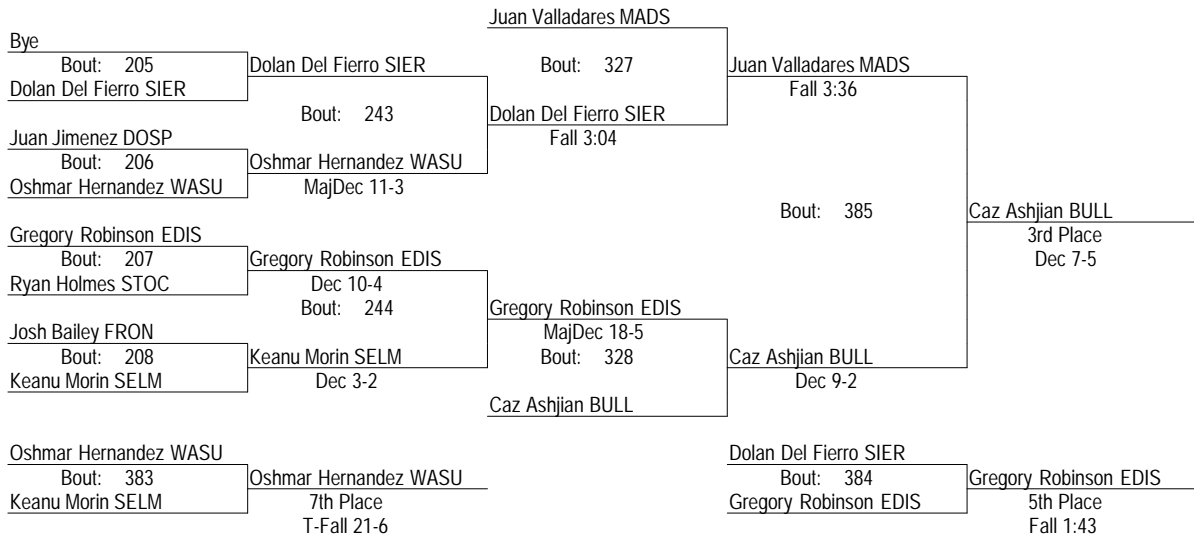 Juan Valladares MADS
Bye
Bout: 205 Dolan Del Fierro SIER Bout: 327 Juan Valladares MADS
Dolan Del Fierro SIER Fall 3:36
Bout: 243 Dolan Del Fierro SIER
Juan Jimenez DOSP Fall 3:04
Bout: 206 Oshmar Hernandez WASU
Oshmar Hernandez WASU MajDec 11-3
Bout: 385 Caz Ashjian BULL
Gregory Robinson EDIS 3rd Place
Bout: 207 Gregory Robinson EDIS Dec 7-5
Ryan Holmes STOC Dec 10-4
Bout: 244 Gregory Robinson EDIS
Josh Bailey FRON MajDec 18-5
Bout: 208 Keanu Morin SELM Bout: 328 Caz Ashjian BULL
Keanu Morin SELM Dec 3-2 Dec 9-2
Caz Ashjian BULL
Oshmar Hernandez WASU Dolan Del Fierro SIER
Bout: 383 Oshmar Hernandez WASU Bout: 384 Gregory Robinson EDIS
Keanu Morin SELM 7th Place Gregory Robinson EDIS 5th Place
T-Fall 21-6 Fall 1:43